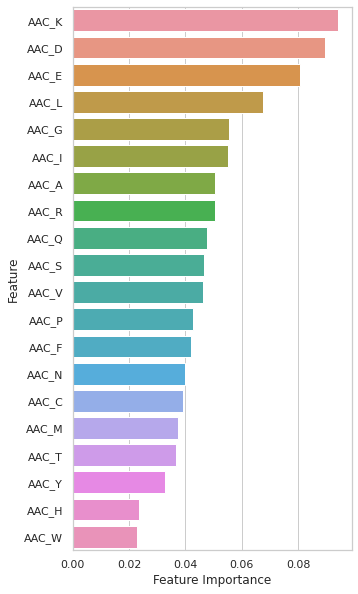 AAC_K
AAC_D
AAC_E
AAC_L
AAC_G
AAC_I
AAC_A
AAC_R
AAC_Q
AAC_S
AAC_V
AAC_P
AAC_F
AAC_N
AAC_C
AAC_M
AAC_T
AAC_Y
AAC_H
AAC_W
Feature
0.00 0.02 0.04 0.06 0.08
Feature Importance